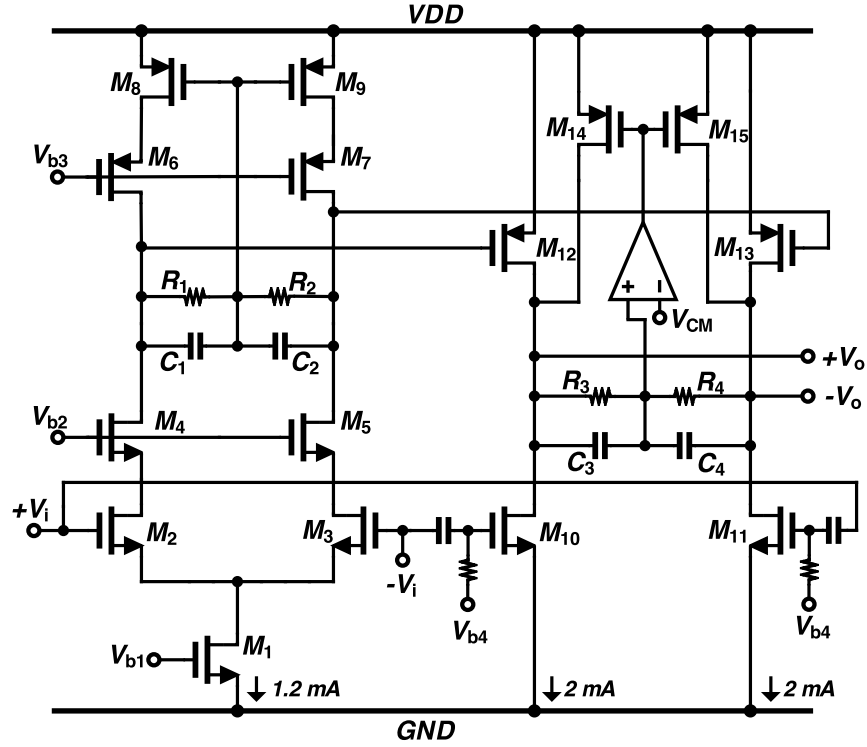 VDD
M8
M9
M14
M15
Vb3
M6
M7
M12
M13
R1
R2
+
-
VCM
C1
C2
+Vo
R3
R4
-Vo
Vb2
M4
M5
C3
C4
+Vi
M2
M3
M10
M11
-Vi
Vb4
Vb4
Vb1
M1
1.2 mA
2 mA
2 mA
GND